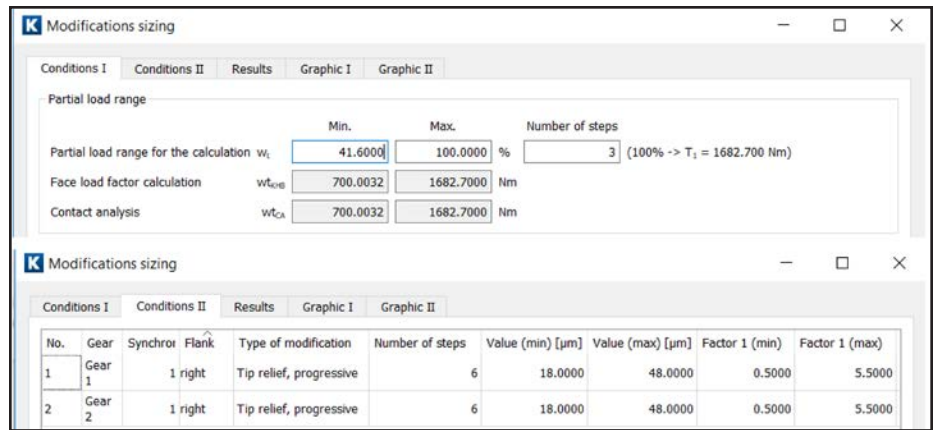 K Modifications sizing
Conditions I Conditions II Results Graphic I Graphic II
Partial load range
Min. Max. Number of steps
Partial load range for the calculation wₜ 41.6000 100.0000 % 3 (100% -> T₁ = 1682.700 Nm)
Face load factor calculation wtKHB 700.0032 1682.7000 Nm
Contact analysis wtCA 700.0032 1682.7000 Nm
K Modifications sizing
Conditions I Conditions II Results Graphic I Graphic II
No. Gear Synchror Flank Type of modification Number of steps Value (min) [µm] Value (max) [µm] Factor 1 (min) Factor 1 (max)
1 Gear 1 1 right Tip relief, progressive 6 18.0000 48.0000 0.5000 5.5000
2 Gear 2 1 right Tip relief, progressive 6 18.0000 48.0000 0.5000 5.5000